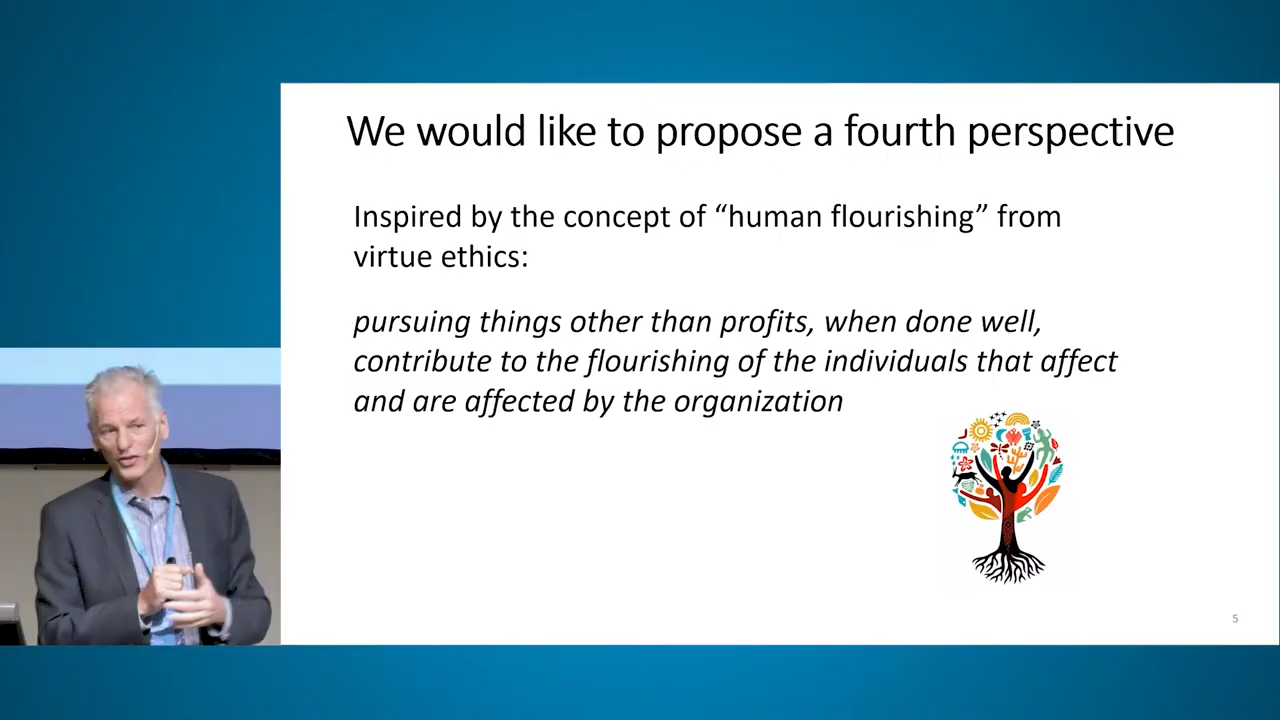 We would like to propose a fourth perspective
Inspired by the concept of “human flourishing” from
virtue ethics:
pursuing things other than profits, when done well,
contribute to the flourishing of the individuals that affect
and are affected by the organization
5